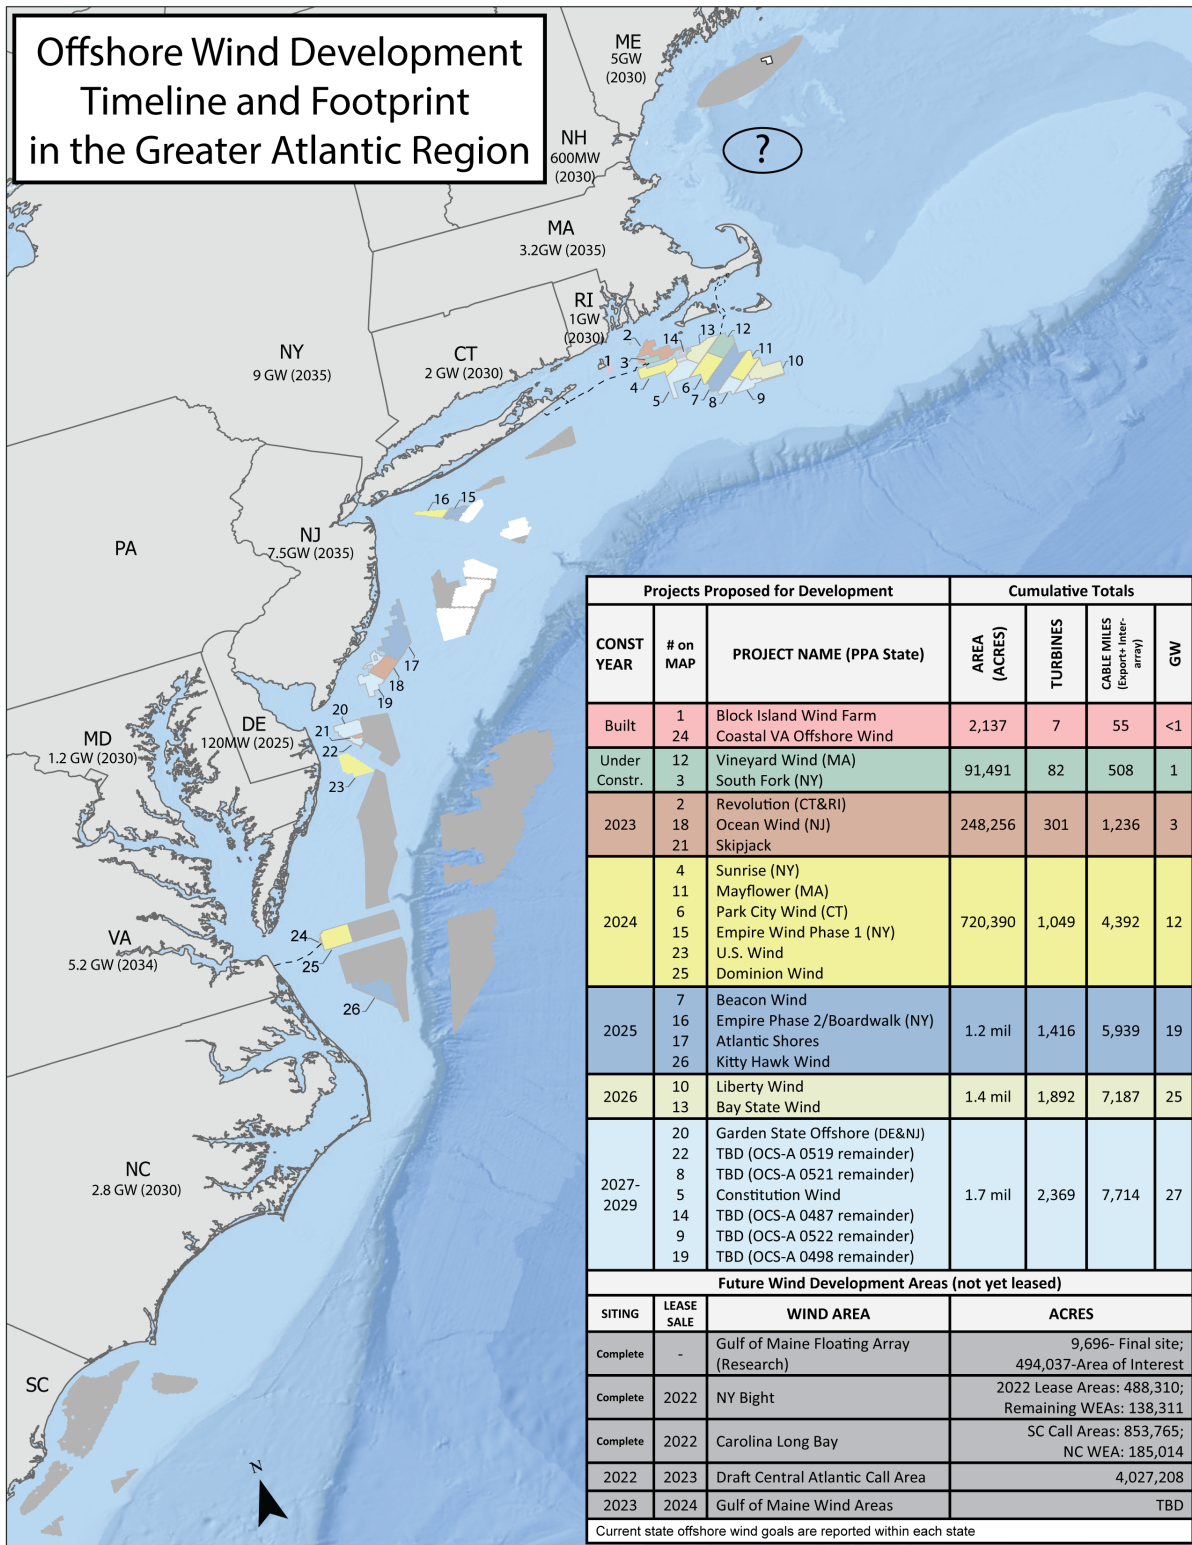 Offshore Wind Development
Timeline and Footprint
in the Greater Atlantic Region
ME
5GW
(2030)
?
NH
600MW
(2030)
MA
3.2GW (2035)
RI
1GW
(2030)
NY
9 GW (2035)
CT
2 GW (2030)
2
14
13
12
11
10
1
3
4
5
6
7
8
9
16
15
PA
NJ
7.5GW (2035)
17
18
19
20
21
22
23
MD
1.2 GW (2030)
DE
120MW (2025)
VA
5.2 GW (2034)
24
25
26
NC
2.8 GW (2030)
SC
N
Projects Proposed for Development Cumulative Totals
CONST YEAR # on MAP PROJECT NAME (PPA State) AREA (ACRES) TURBINES CABLE MILES (Export+ Inter-array) GW
Built 2,137 7 55 <1
1 Block Island Wind Farm
24 Coastal VA Offshore Wind
Under Constr. 91,491 82 508 1
12 Vineyard Wind (MA)
3 South Fork (NY)
2023 248,256 301 1,236 3
2 Revolution (CT&RI)
18 Ocean Wind (NJ)
21 Skipjack
2024 720,390 1,049 4,392 12
4 Sunrise (NY)
11 Mayflower (MA)
6 Park City Wind (CT)
15 Empire Wind Phase 1 (NY)
23 U.S. Wind
25 Dominion Wind
2025 1.2 mil 1,416 5,939 19
7 Beacon Wind
16 Empire Phase 2/Boardwalk (NY)
17 Atlantic Shores
26 Kitty Hawk Wind
2026 1.4 mil 1,892 7,187 25
10 Liberty Wind
13 Bay State Wind
2027-2029 1.7 mil 2,369 7,714 27
20 Garden State Offshore (DE&NJ)
22 TBD (OCS-A 0519 remainder)
8 TBD (OCS-A 0521 remainder)
5 Constitution Wind
14 TBD (OCS-A 0487 remainder)
9 TBD (OCS-A 0522 remainder)
19 TBD (OCS-A 0498 remainder)
Future Wind Development Areas (not yet leased)
SITING LEASE SALE WIND AREA ACRES
Complete - Gulf of Maine Floating Array (Research) 9,696- Final site; 494,037-Area of Interest
Complete 2022 NY Bight 2022 Lease Areas: 488,310; Remaining WEAs: 138,311
Complete 2022 Carolina Long Bay SC Call Areas: 853,765; NC WEA: 185,014
2022 2023 Draft Central Atlantic Call Area 4,027,208
2023 2024 Gulf of Maine Wind Areas TBD
Current state offshore wind goals are reported within each state